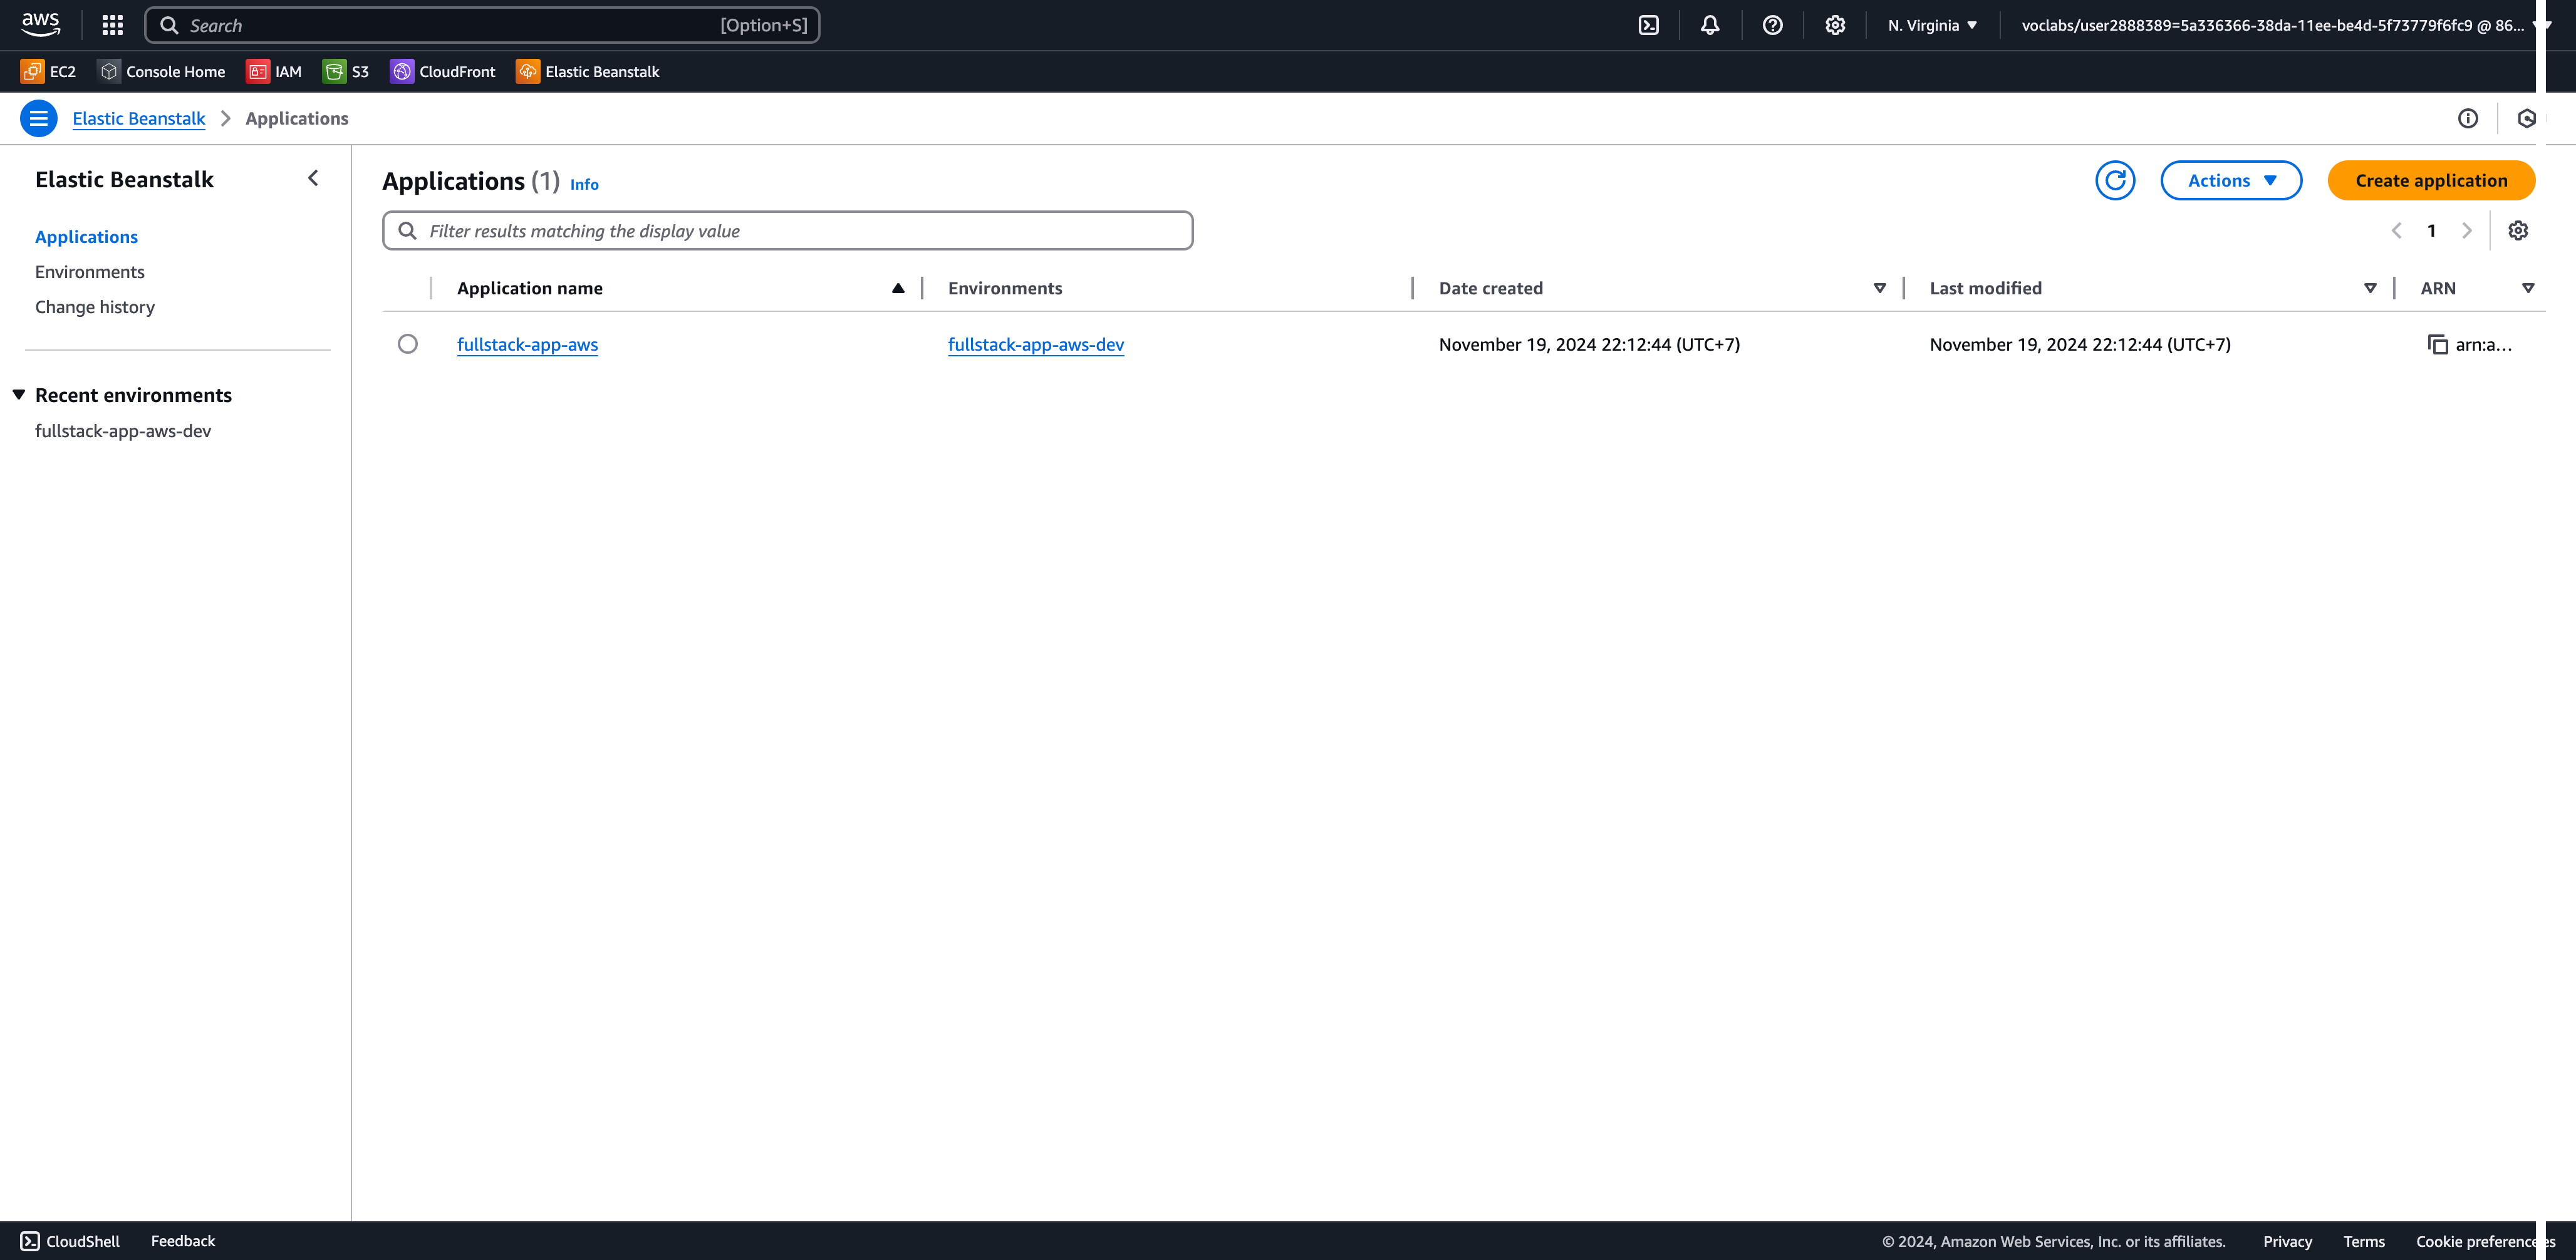 aws
Search [Option+S]
N. Virginia
voclabs/user2888389=5a336366-38da-11ee-be4d-5f73779f6fc9 @ 86...
EC2 Console Home IAM S3 CloudFront Elastic Beanstalk
Elastic Beanstalk > Applications
Elastic Beanstalk
Applications
Environments
Change history
Recent environments
fullstack-app-aws-dev
Applications (1) Info
Actions
Create application
Filter results matching the display value
1
Application name Environments Date created Last modified ARN
fullstack-app-aws fullstack-app-aws-dev November 19, 2024 22:12:44 (UTC+7) November 19, 2024 22:12:44 (UTC+7) arn:a...
CloudShell Feedback
© 2024, Amazon Web Services, Inc. or its affiliates. Privacy Terms Cookie preferences